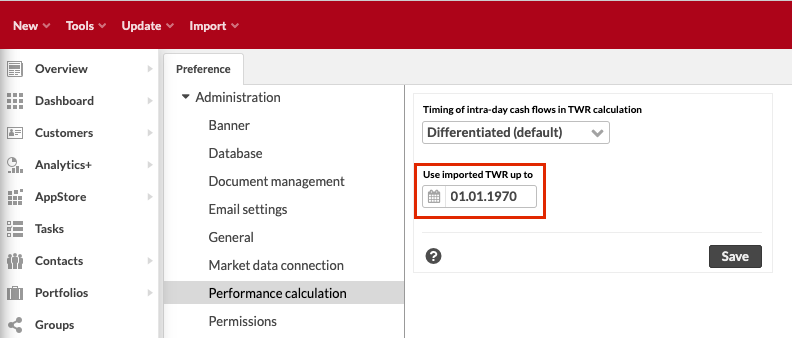 New Tools Update Import
Overview
Dashboard
Customers
Analytics+
AppStore
Tasks
Contacts
Portfolios
Groups
Preference
Administration
Banner
Database
Document management
Email settings
General
Market data connection
Performance calculation
Permissions
Timing of intra-day cash flows in TWR calculation
Differentiated (default)
Use imported TWR up to
01.01.1970
? Save